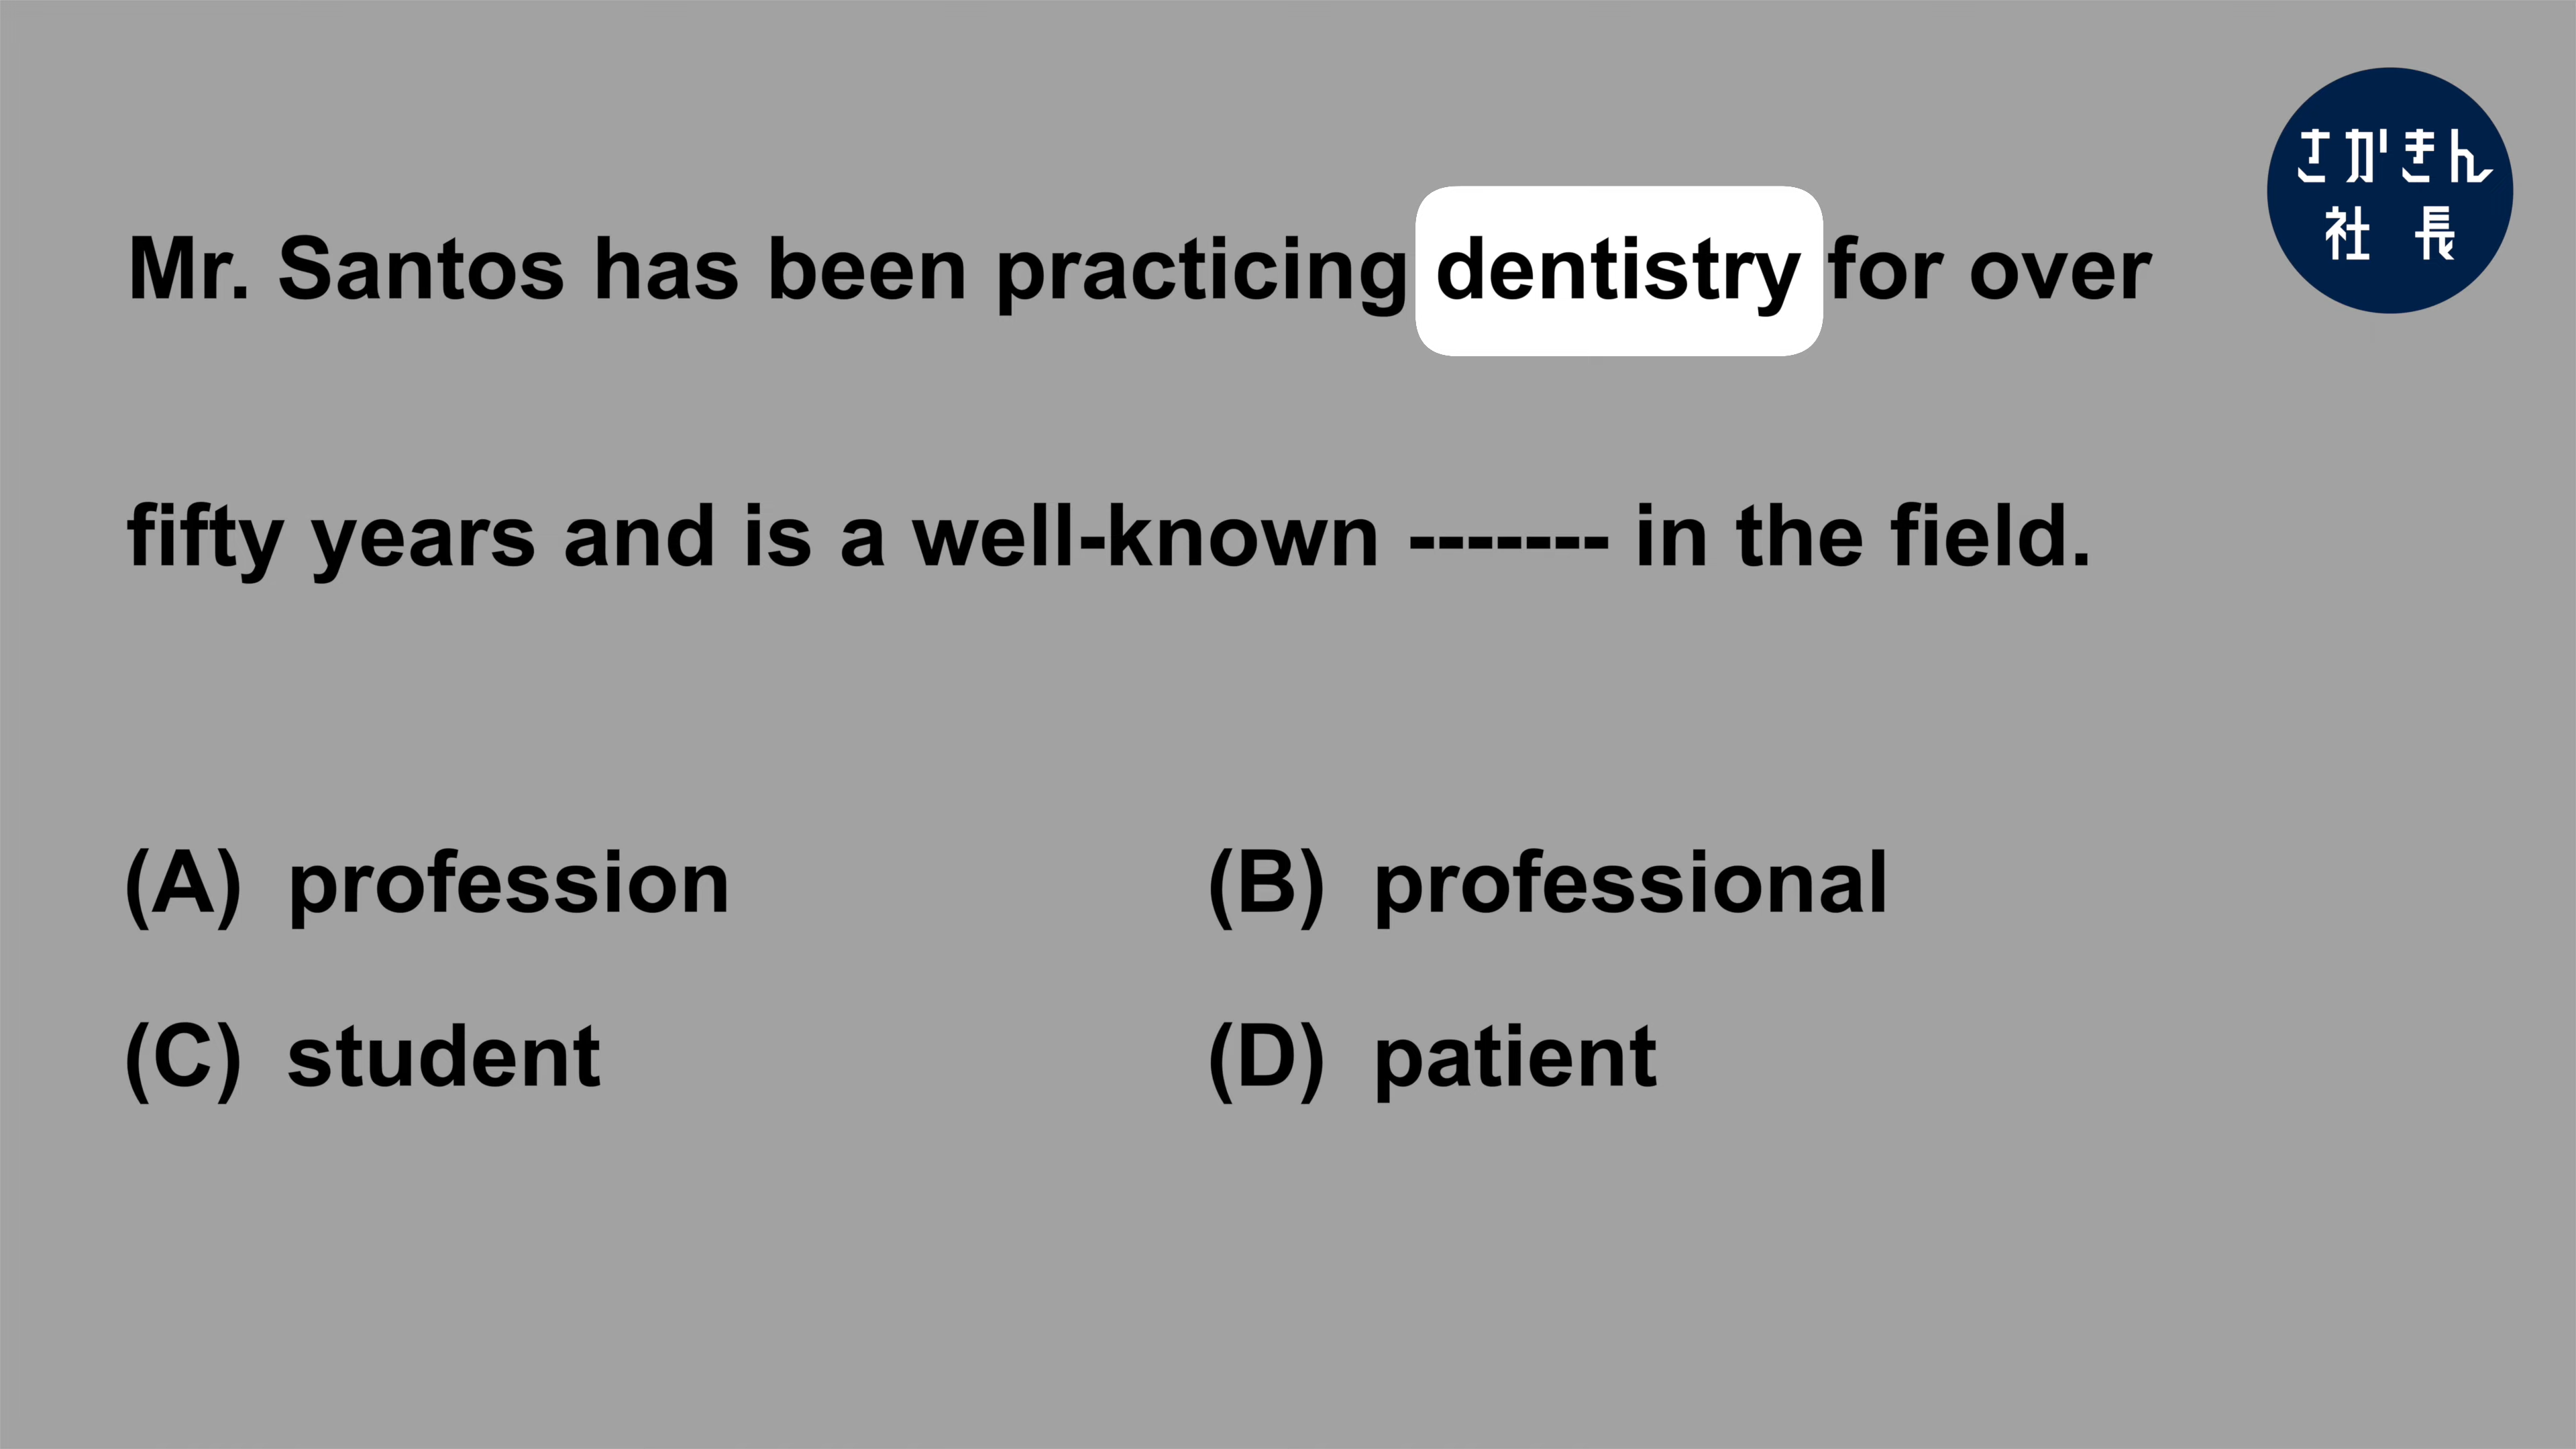 さかきん
社長
Mr. Santos has been practicing dentistry for over
fifty years and is a well-known ------- in the field.
(A) profession
(B) professional
(C) student
(D) patient